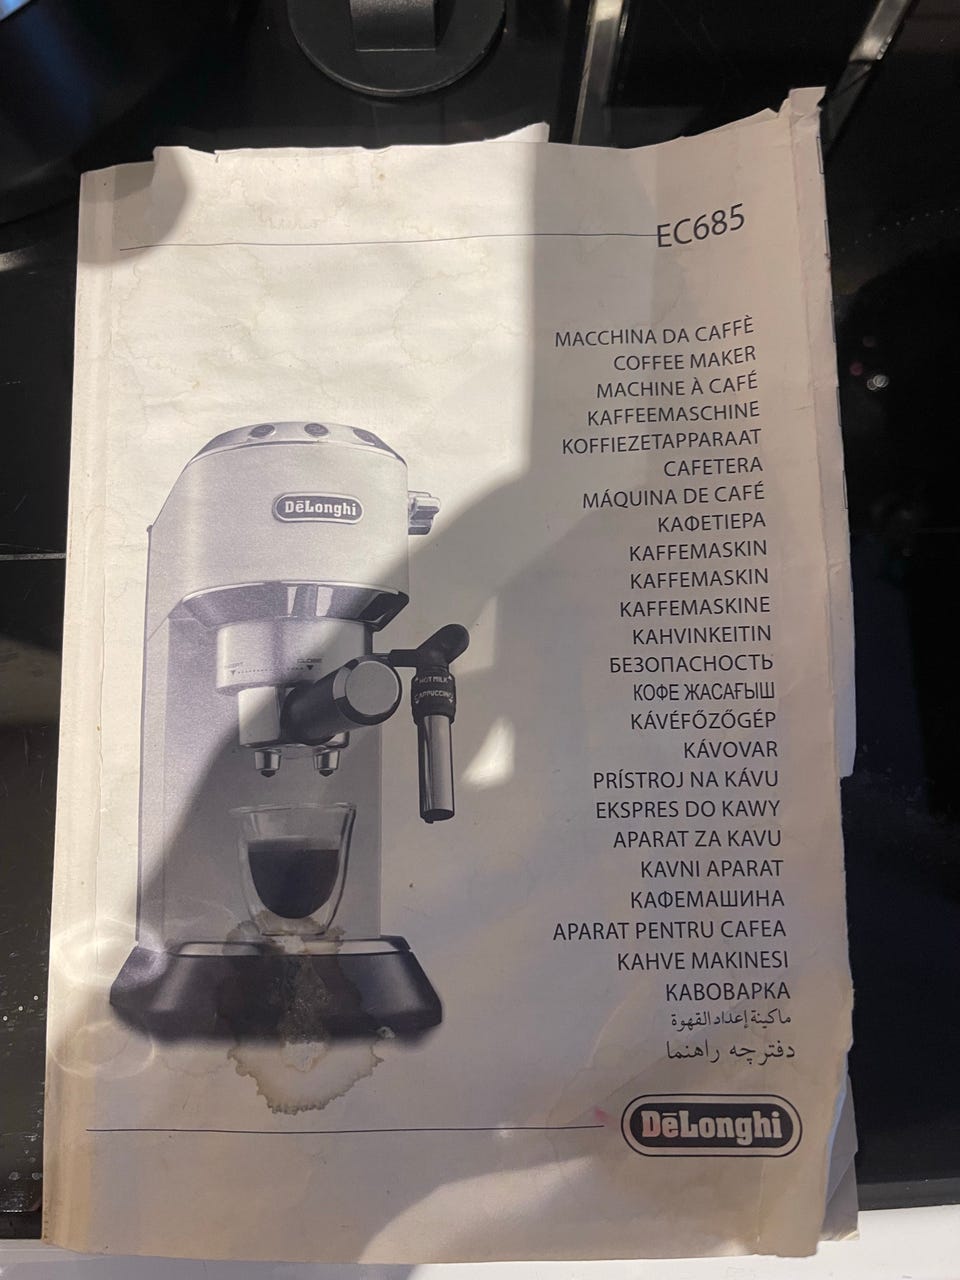 EC685
MACCHINA DA CAFFÈ
COFFEE MAKER
MACHINE À CAFÉ
KAFFEEMASCHINE
KOFFIEZETAPPARAAT
CAFETERA
MÁQUINA DE CAFÉ
ΚΑΦΕΤΙΕΡΑ
KAFFEMASKIN
KAFFEMASKIN
KAFFEMASKINE
KAHVINKEITIN
БЕЗОПАСНОСТЬ
КОФЕ ЖАСАҒЫШ
KÁVÉFŐZŐGÉP
KÁVOVAR
PRÍSTROJ NA KÁVU
EKSPRES DO KAWY
APARAT ZA KAVU
KAVNI APARAT
КАФЕМАШИНА
APARAT PENTRU CAFEA
KAHVE MAKINESI
КАВОВАРКА
ماكينة إعداد القهوة
دفترچه راهنما
DēLonghi
INSERT
CLOSE
HOT MILK
CAPPUCCINO
DēLonghi